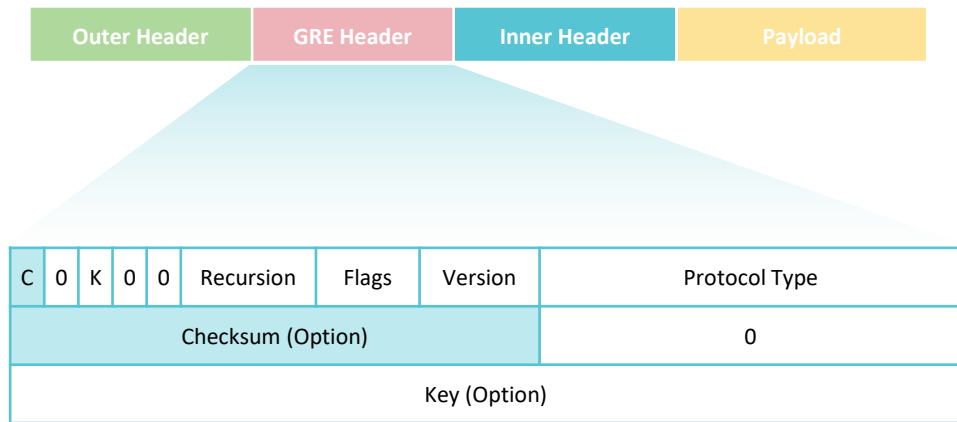 Outer Header GRE Header Inner Header Payload
C 0 K 0 0 Recursion Flags Version Protocol Type
Checksum (Option) 0
Key (Option)